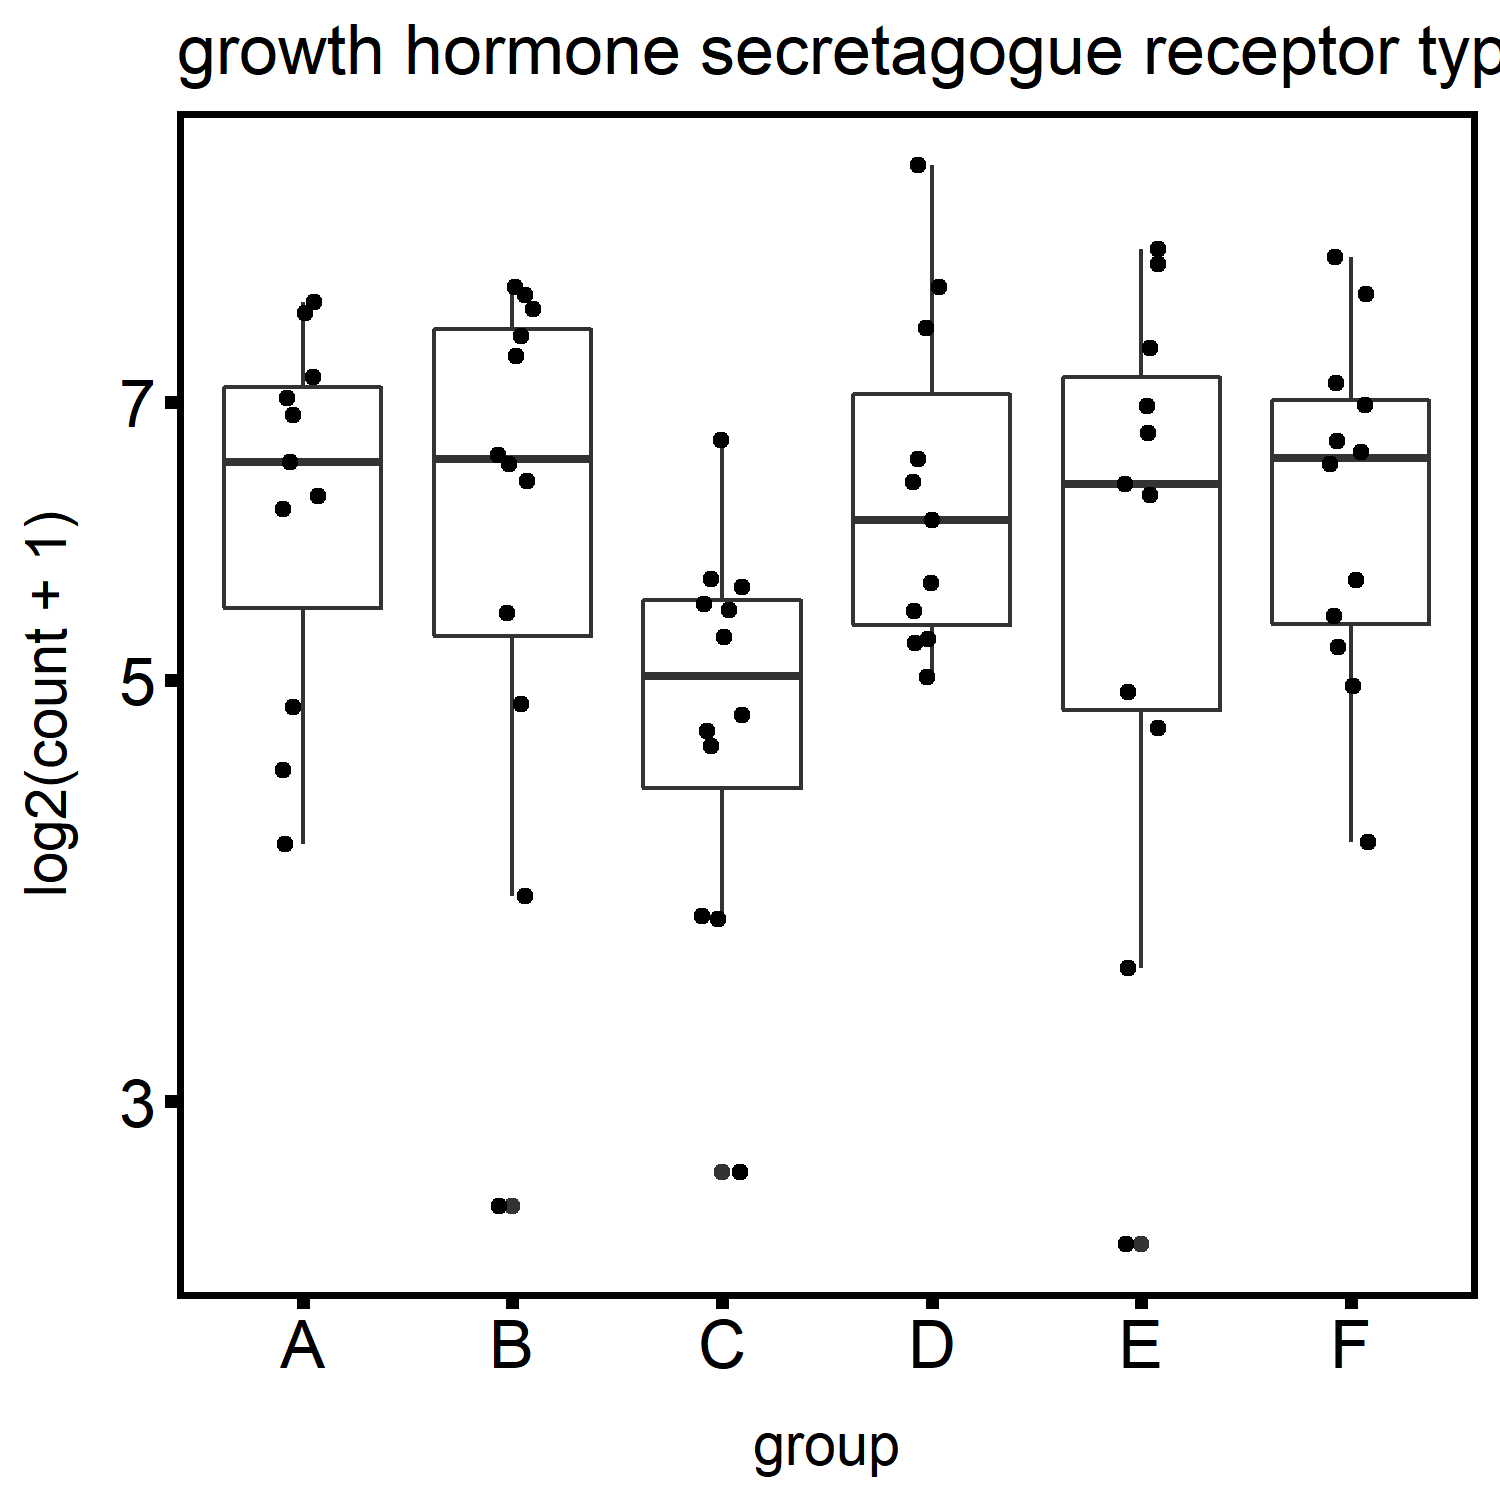 growth hormone secretagogue receptor typ
7
5
3
log2(count + 1)
A B C D E F
group